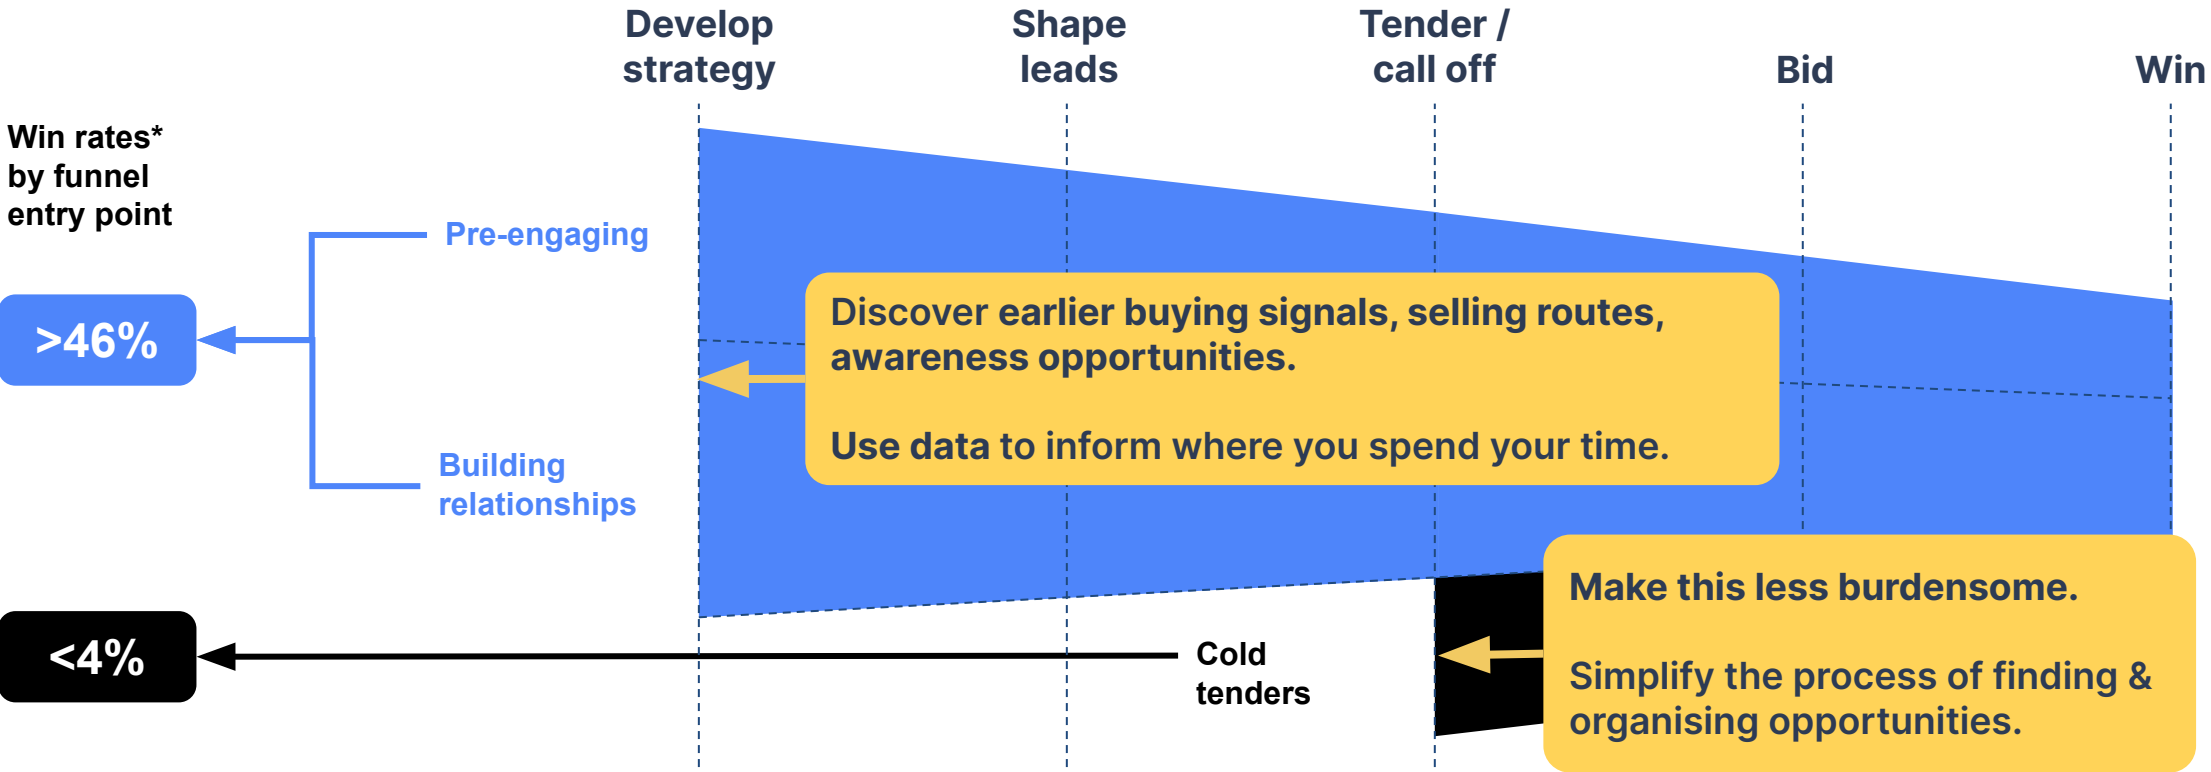 Develop
strategy
Shape
leads
Tender /
call off
Bid
Win
Win rates*
by funnel
entry point
Pre-engaging
>46%
Building
relationships
Discover earlier buying signals, selling routes,
awareness opportunities.
Use data to inform where you spend your time.
<4%
Cold
tenders
Make this less burdensome.
Simplify the process of finding &
organising opportunities.